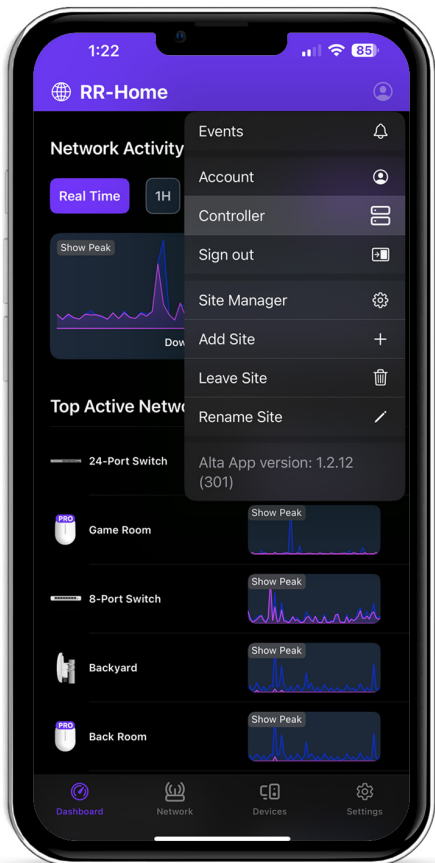 1:22
85
RR-Home
Events
Network Activity
Account
Real Time
1H
Controller
Show Peak
Sign out
Site Manager
Dow
Add Site
Leave Site
Top Active Netwo
Rename Site
24-Port Switch
Alta App version: 1.2.12
(301)
Show Peak
PRO
Game Room
Show Peak
8-Port Switch
Show Peak
Backyard
Show Peak
PRO
Back Room
Dashboard
Network
Devices
Settings